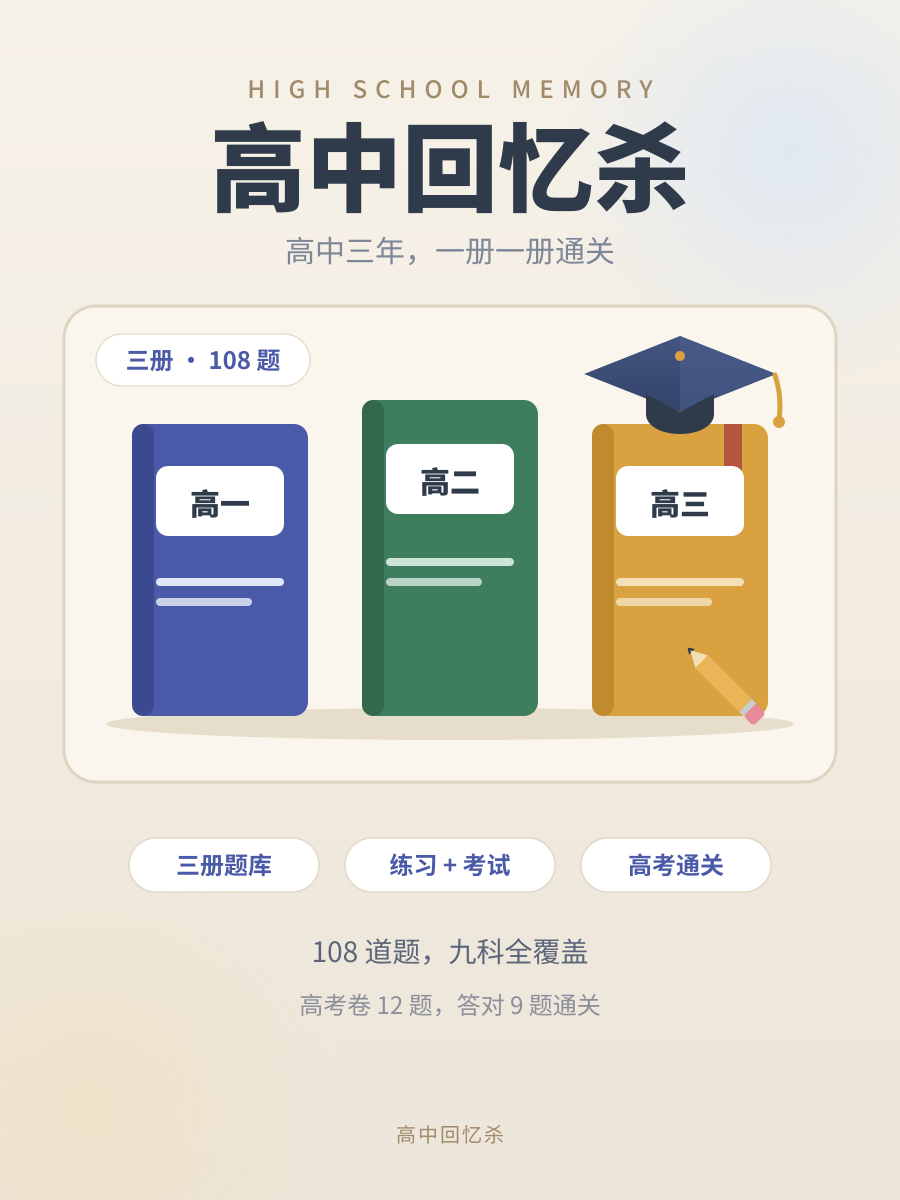 HIGH SCHOOL MEMORY
高中回忆杀
高中三年，一册一册通关
三册 · 108 题
高一
高二
高三
三册题库
练习 + 考试
高考通关
108 道题，九科全覆盖
高考卷 12 题，答对 9 题通关
高中回忆杀